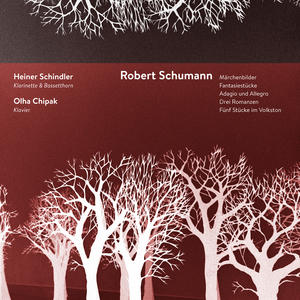 Heiner Schindler
Klarinette & Bassetthorn
Olha Chipak
Klavier
Robert Schumann
Märchenbilder
Fantasiestücke
Adagio und Allegro
Drei Romanzen
Fünf Stücke im Volkston